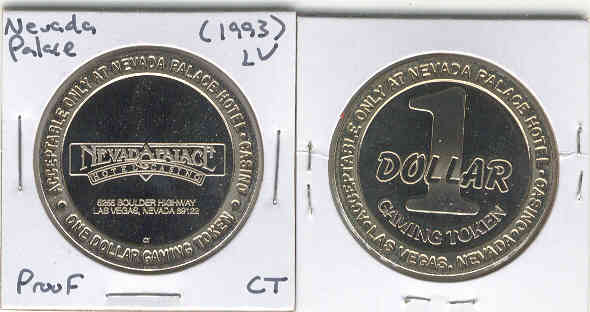 Nevada Palace
(1993)
LV
ACCEPTABLE ONLY AT NEVADA PALACE HOTEL • CASINO •
NEVADA PALACE
HOTEL CASINO
5255 BOULDER HIGHWAY
LAS VEGAS, NEVADA 89122
CT
• ONE DOLLAR GAMING TOKEN •
Proof
CT
ACCEPTABLE ONLY AT NEVADA PALACE HOTEL • CASINO
1
DOLLAR
GAMING TOKEN
LAS VEGAS, NEVADA